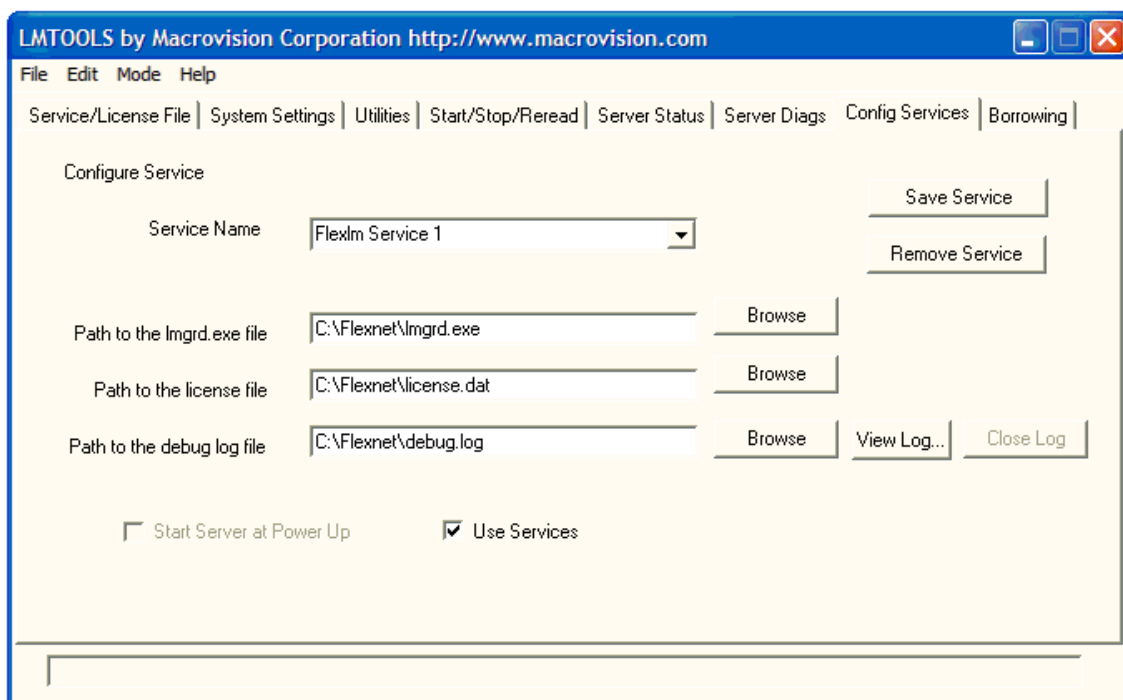 LMTOOLS by Macrovision Corporation http://www.macrovision.com
File Edit Mode Help
Service/License File System Settings Utilities Start/Stop/Reread Server Status Server Diags Config Services Borrowing
Configure Service
Save Service
Service Name Flexlm Service 1
Remove Service
Path to the lmgrd.exe file C:\Flexnet\lmgrd.exe Browse
Path to the license file C:\Flexnet\license.dat Browse
Path to the debug log file C:\Flexnet\debug.log Browse View Log... Close Log
Start Server at Power Up Use Services